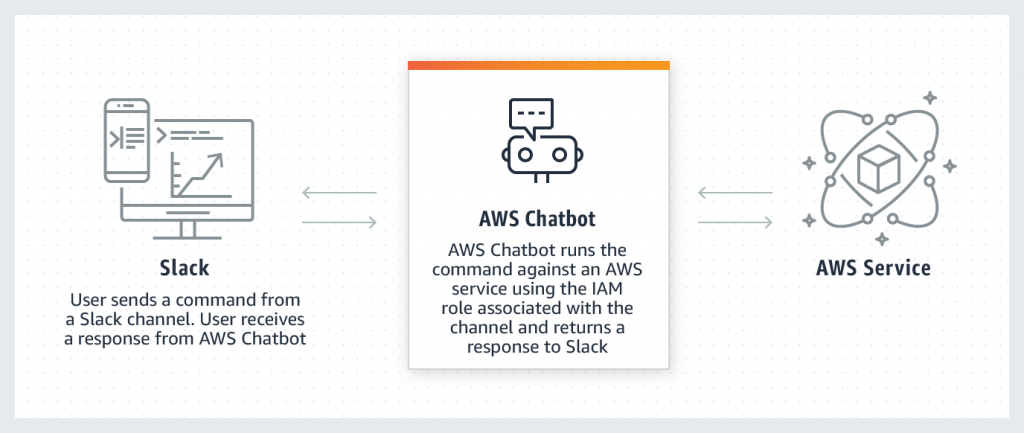 Slack
User sends a command from
a Slack channel. User receives
a response from AWS Chatbot
AWS Chatbot
AWS Chatbot runs the
command against an AWS
service using the IAM
role associated with the
channel and returns a
response to Slack
AWS Service